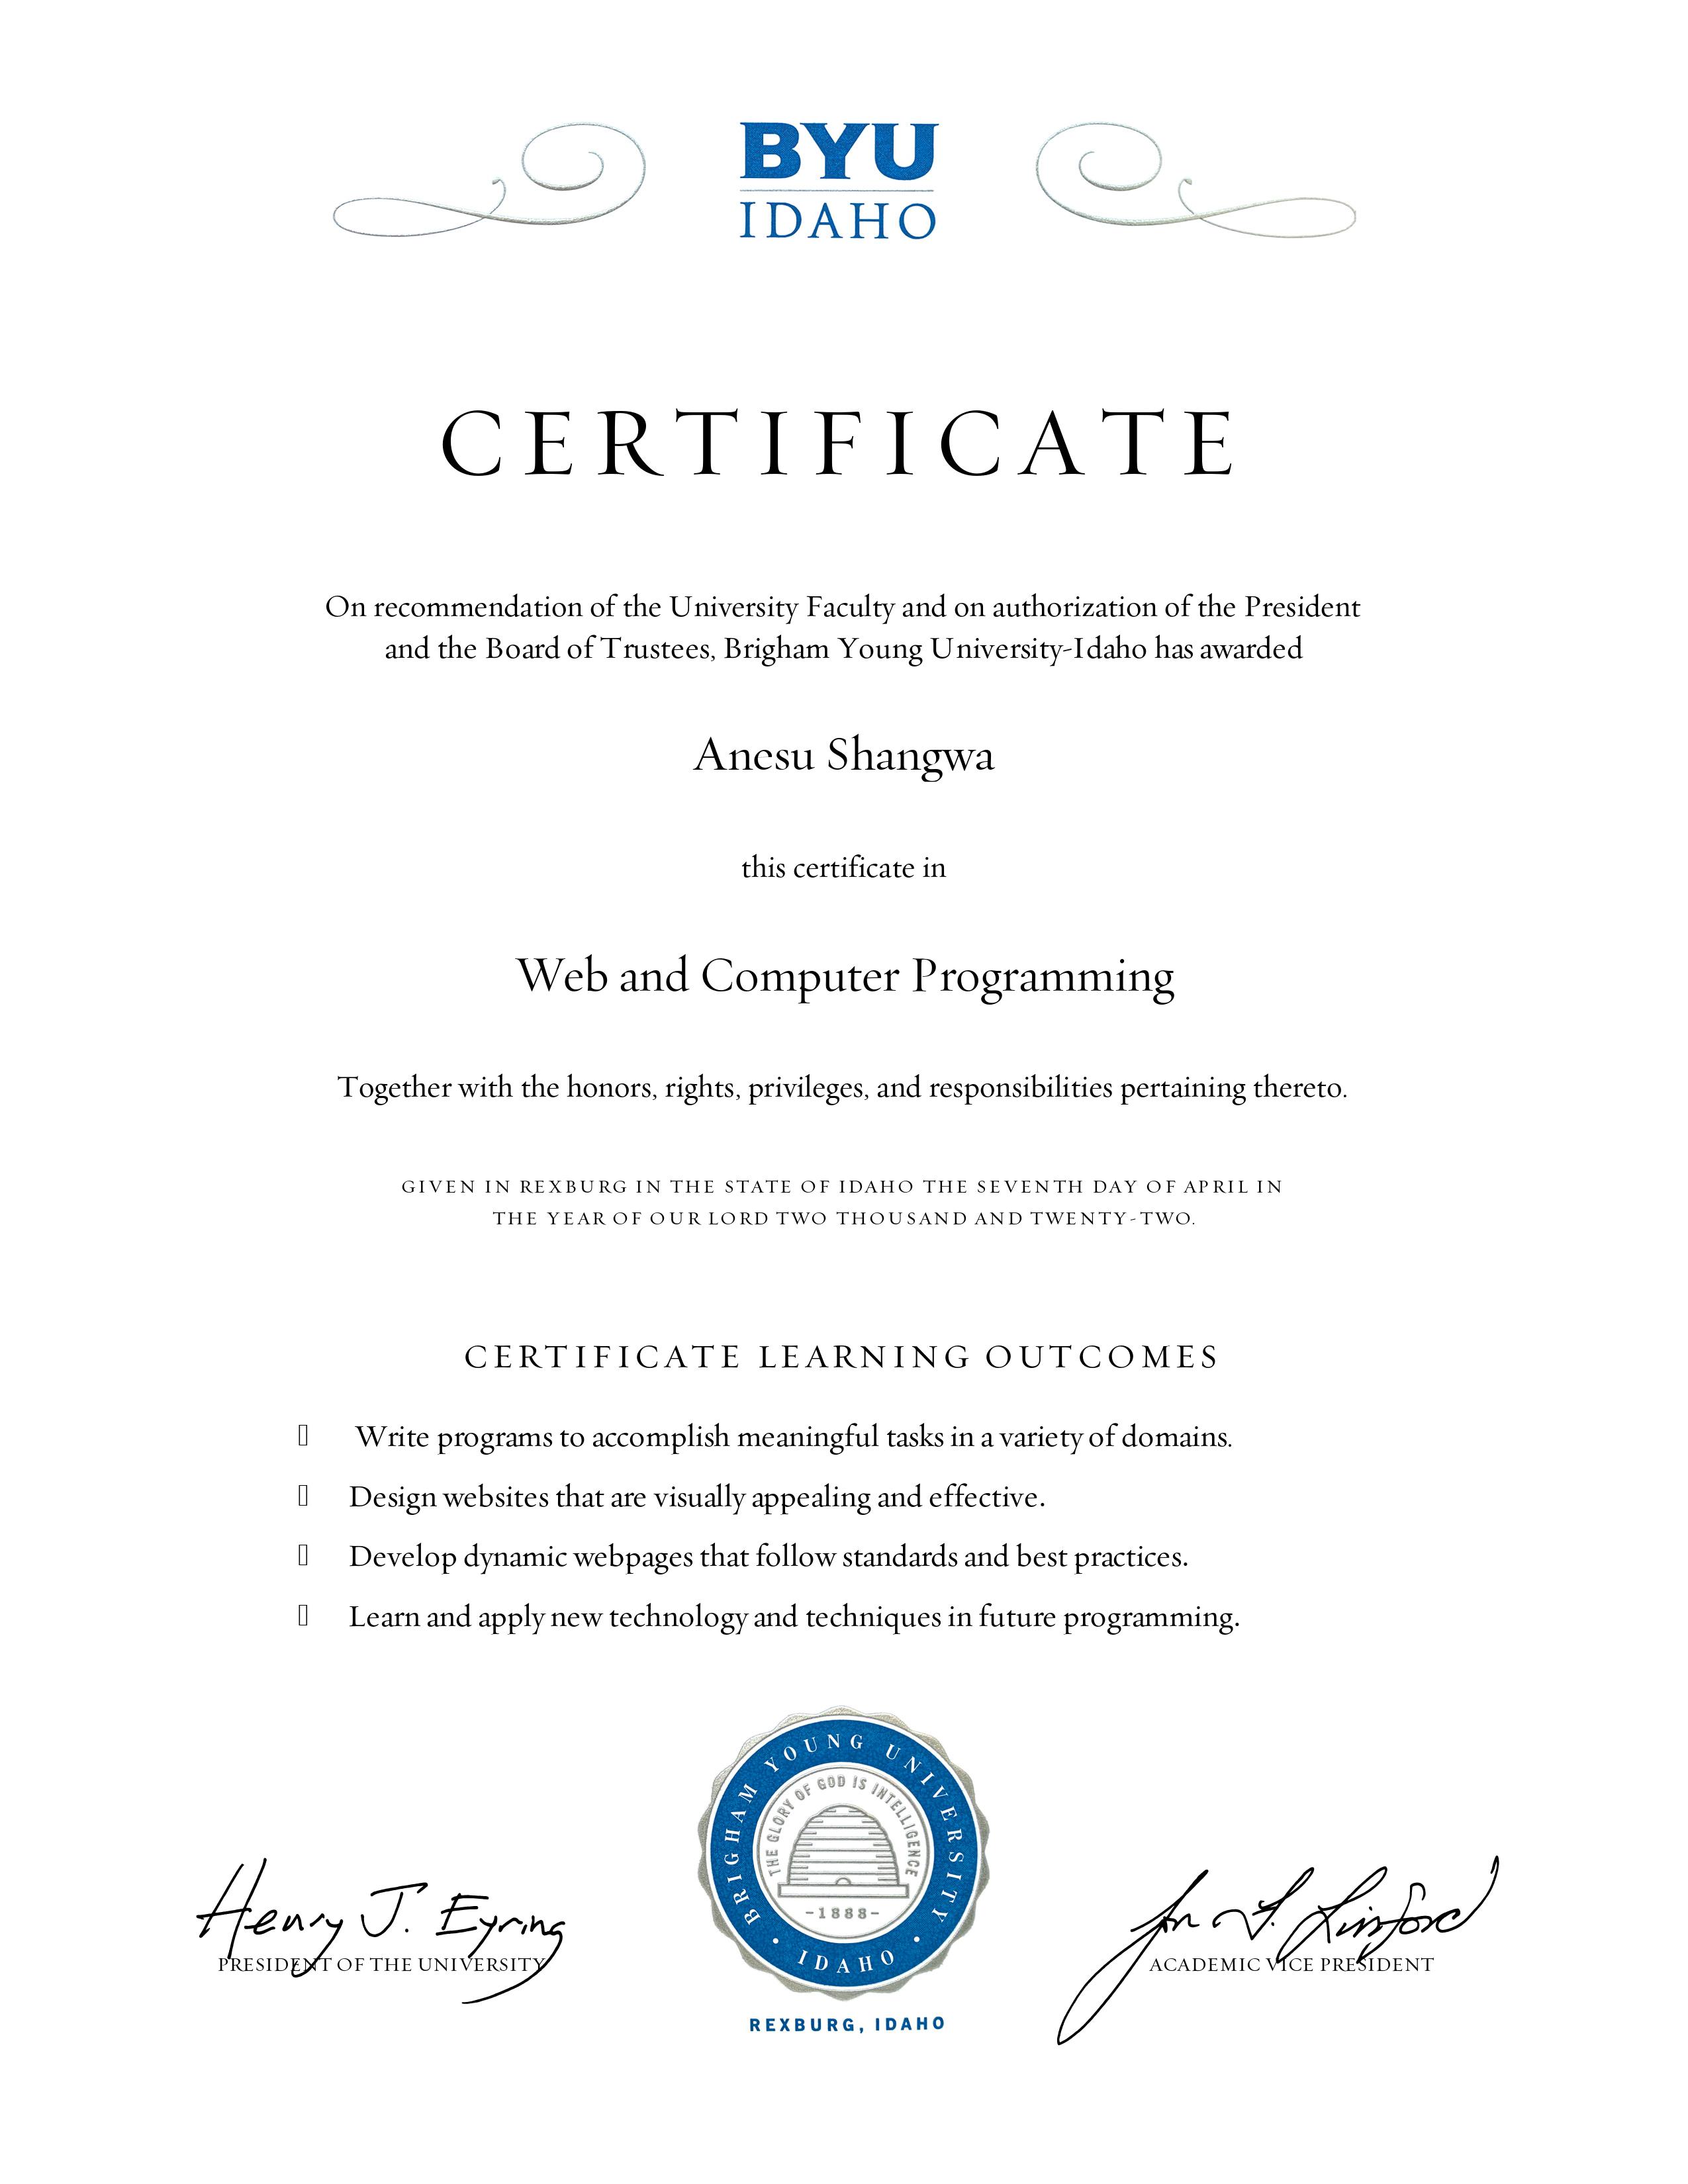 BYU
IDAHO
CERTIFICATE
On recommendation of the University Faculty and on authorization of the President
and the Board of Trustees, Brigham Young University-Idaho has awarded
Anesu Shangwa
this certificate in
Web and Computer Programming
Together with the honors, rights, privileges, and responsibilities pertaining thereto.
GIVEN IN REXBURG IN THE STATE OF IDAHO THE SEVENTH DAY OF APRIL IN
THE YEAR OF OUR LORD TWO THOUSAND AND TWENTY-TWO.
CERTIFICATE LEARNING OUTCOMES
Write programs to accomplish meaningful tasks in a variety of domains.
Design websites that are visually appealing and effective.
Develop dynamic webpages that follow standards and best practices.
Learn and apply new technology and techniques in future programming.
BRIGHAM YOUNG UNIVERSITY
THE GLORY OF GOD IS INTELLIGENCE
-1888-
• IDAHO •
Henry J. Eyring
PRESIDENT OF THE UNIVERSITY
Jon L. Linford
ACADEMIC VICE PRESIDENT
REXBURG, IDAHO